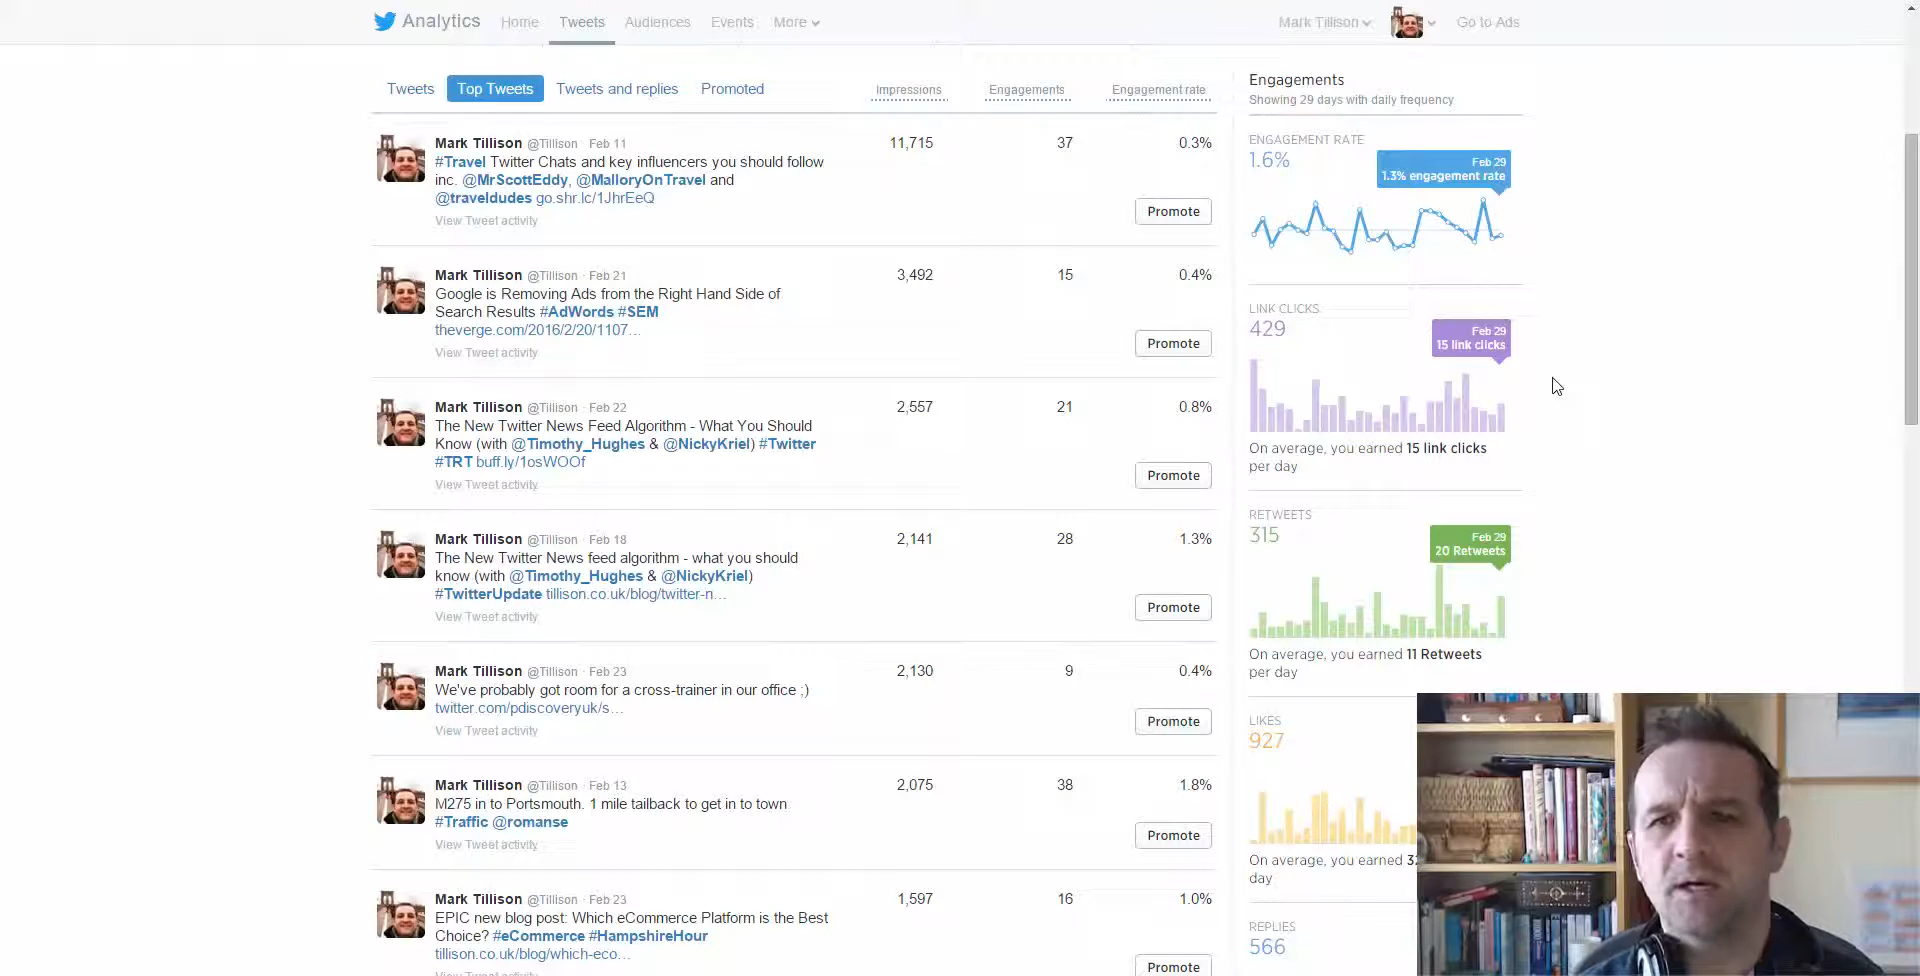 Analytics Home Tweets Audiences Events More
Mark Tillison Go to Ads
Tweets Top Tweets Tweets and replies Promoted Impressions Engagements Engagement rate
Mark Tillison @Tillison · Feb 11 11,715 37 0.3%
#Travel Twitter Chats and key influencers you should follow
inc. @MrScottEddy, @MalloryOnTravel and
@traveldudes go.shr.lc/1JhrEeQ
View Tweet activity
Promote
Mark Tillison @Tillison · Feb 21 3,492 15 0.4%
Google is Removing Ads from the Right Hand Side of
Search Results #AdWords #SEM
theverge.com/2016/2/20/1107…
View Tweet activity
Promote
Mark Tillison @Tillison · Feb 22 2,557 21 0.8%
The New Twitter News Feed Algorithm - What You Should
Know (with @Timothy_Hughes & @NickyKriel) #Twitter
#TRT buff.ly/1osWOOf
View Tweet activity
Promote
Mark Tillison @Tillison · Feb 18 2,141 28 1.3%
The New Twitter News feed algorithm - what you should
know (with @Timothy_Hughes & @NickyKriel)
#TwitterUpdate tillison.co.uk/blog/twitter-n…
View Tweet activity
Promote
Mark Tillison @Tillison · Feb 23 2,130 9 0.4%
We've probably got room for a cross-trainer in our office ;)
twitter.com/pdiscoveryuk/s…
View Tweet activity
Promote
Mark Tillison @Tillison · Feb 13 2,075 38 1.8%
M275 in to Portsmouth. 1 mile tailback to get in to town
#Traffic @romanse
View Tweet activity
Promote
Mark Tillison @Tillison · Feb 23 1,597 16 1.0%
EPIC new blog post: Which eCommerce Platform is the Best
Choice? #eCommerce #HampshireHour
tillison.co.uk/blog/which-eco…
View Tweet activity
Promote
Engagements
Showing 29 days with daily frequency
ENGAGEMENT RATE
1.6%
Feb 29
1.3% engagement rate
LINK CLICKS
429
Feb 29
15 link clicks
On average, you earned 15 link clicks
per day
RETWEETS
315
Feb 29
20 Retweets
On average, you earned 11 Retweets
per day
LIKES
927
On average, you earned
day
REPLIES
566